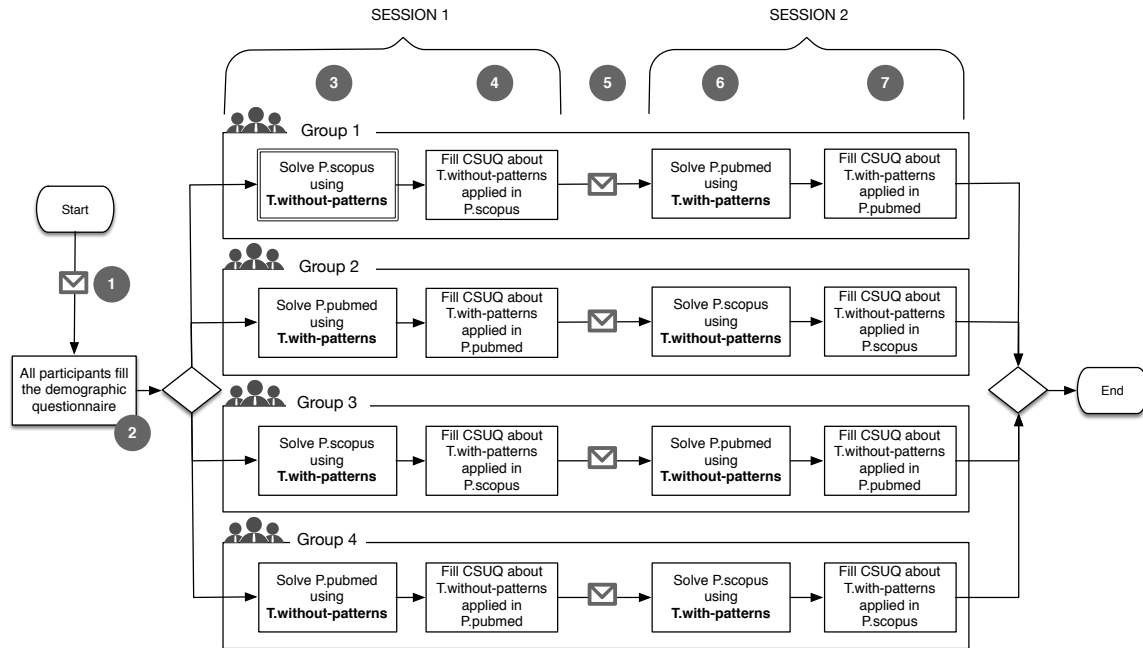 SESSION 1
SESSION 2
3
4
5
6
7
Group 1
Solve P.scopus
using
T.without-patterns
Fill CSUQ about
T.without-patterns
applied in
P.scopus
Solve P.pubmed
using
T.with-patterns
Fill CSUQ about
T.with-patterns
applied in
P.pubmed
Start
1
All participants fill
the demographic
questionnaire
2
Group 2
Solve P.pubmed
using
T.with-patterns
Fill CSUQ about
T.with-patterns
applied in
P.pubmed
Solve P.scopus
using
T.without-patterns
Fill CSUQ about
T.without-patterns
applied in
P.scopus
Group 3
Solve P.scopus
using
T.with-patterns
Fill CSUQ about
T.with-patterns
applied in
P.scopus
Solve P.pubmed
using
T.without-patterns
Fill CSUQ about
T.without-patterns
applied in
P.pubmed
Group 4
Solve P.pubmed
using
T.without-patterns
Fill CSUQ about
T.without-patterns
applied in
P.pubmed
Solve P.scopus
using
T.with-patterns
Fill CSUQ about
T.with-patterns
applied in
P.scopus
End